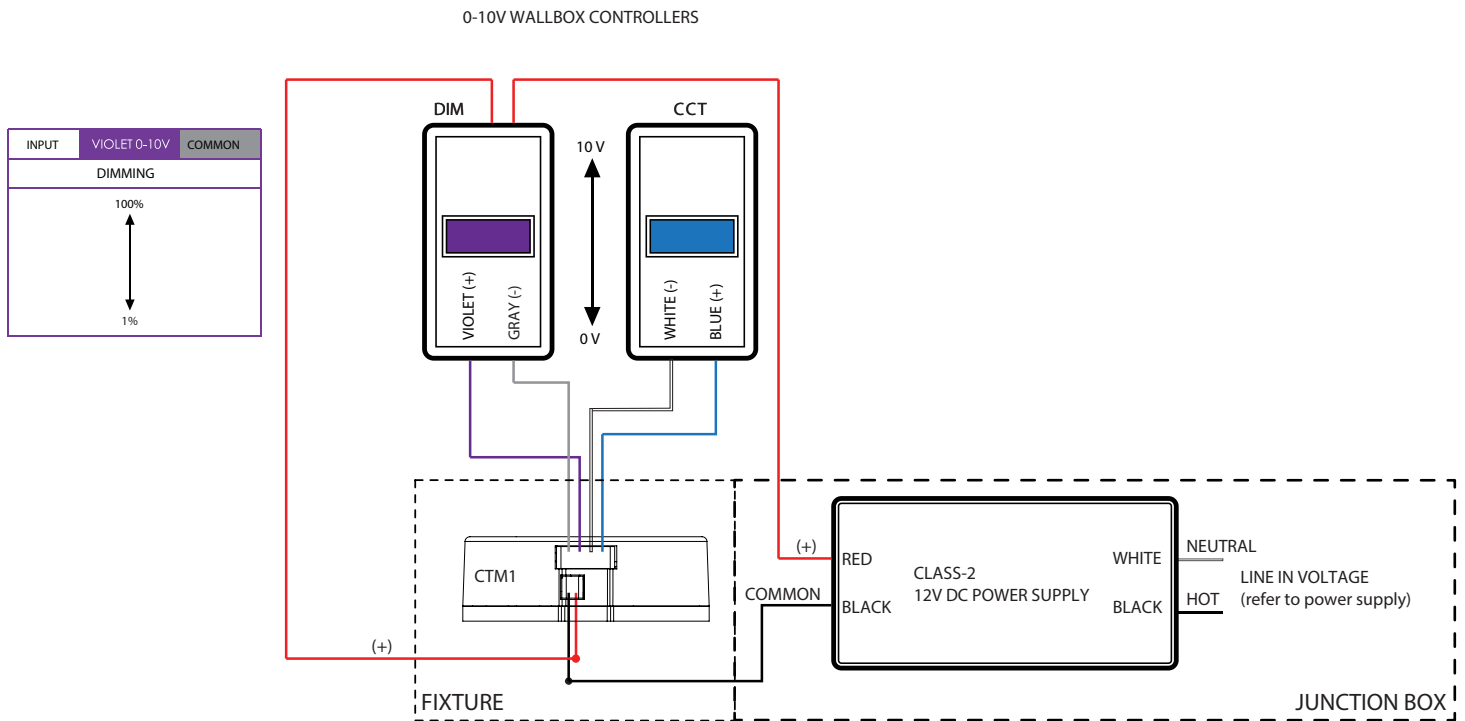 0-10V WALLBOX CONTROLLERS
DIM
CCT
INPUT
VIOLET 0-10V
COMMON
DIMMING
100%
1%
10 V
0 V
VIOLET (+)
GRAY (-)
WHITE (-)
BLUE (+)
CTM1
(+)
(+)
COMMON
RED
BLACK
CLASS-2
12V DC POWER SUPPLY
WHITE
BLACK
NEUTRAL
HOT
LINE IN VOLTAGE
(refer to power supply)
FIXTURE
JUNCTION BOX